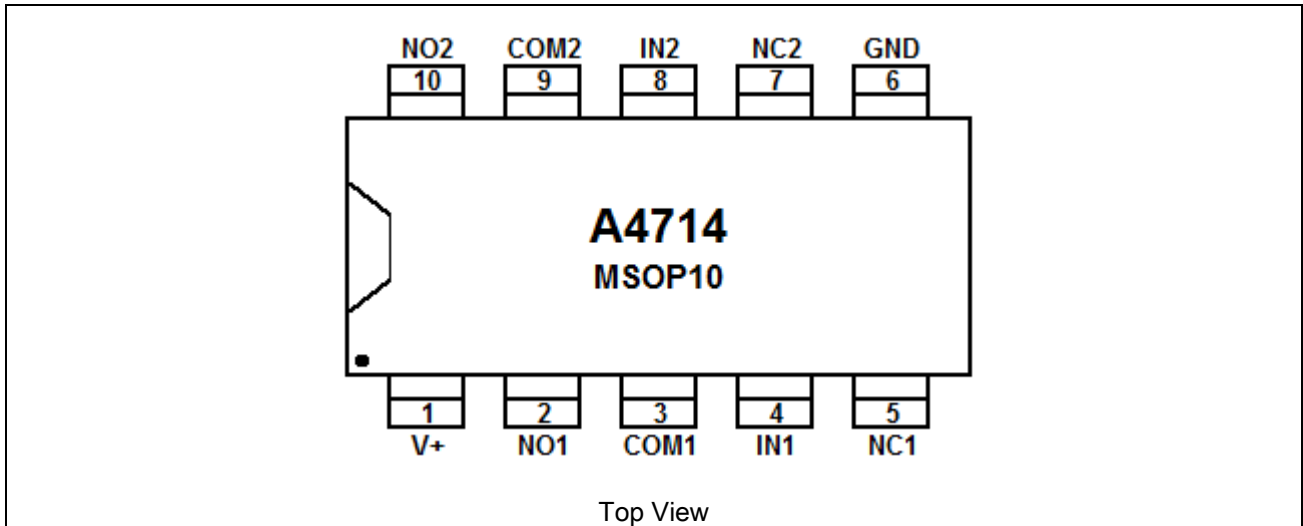 NO2 COM2 IN2 NC2 GND
10 9 8 7 6
A4714
MSOP10
1 2 3 4 5
V+ NO1 COM1 IN1 NC1
Top View